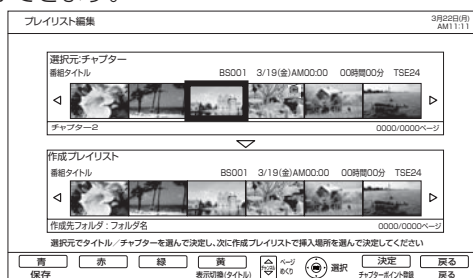 できます。
プレイリスト編集
3月22日(月)
AM11:11
選択元:チャプター
番組タイトル BS001 3/19(金)AM00:00 00時間00分 TSE24
チャプター2 0000/0000ページ
作成プレイリスト
番組タイトル BS001 3/19(金)AM00:00 00時間00分 TSE24
作成先フォルダ:フォルダ名 0000/0000ページ
選択元でタイトル/チャプターを選んで決定し、次に作成プレイリストで挿入場所を選んで決定してください
青 赤 緑 黄 チャンネル ページ めくり 選択 決定 戻る
保存 表示切換(タイトル) チャプターポイント登録 戻る